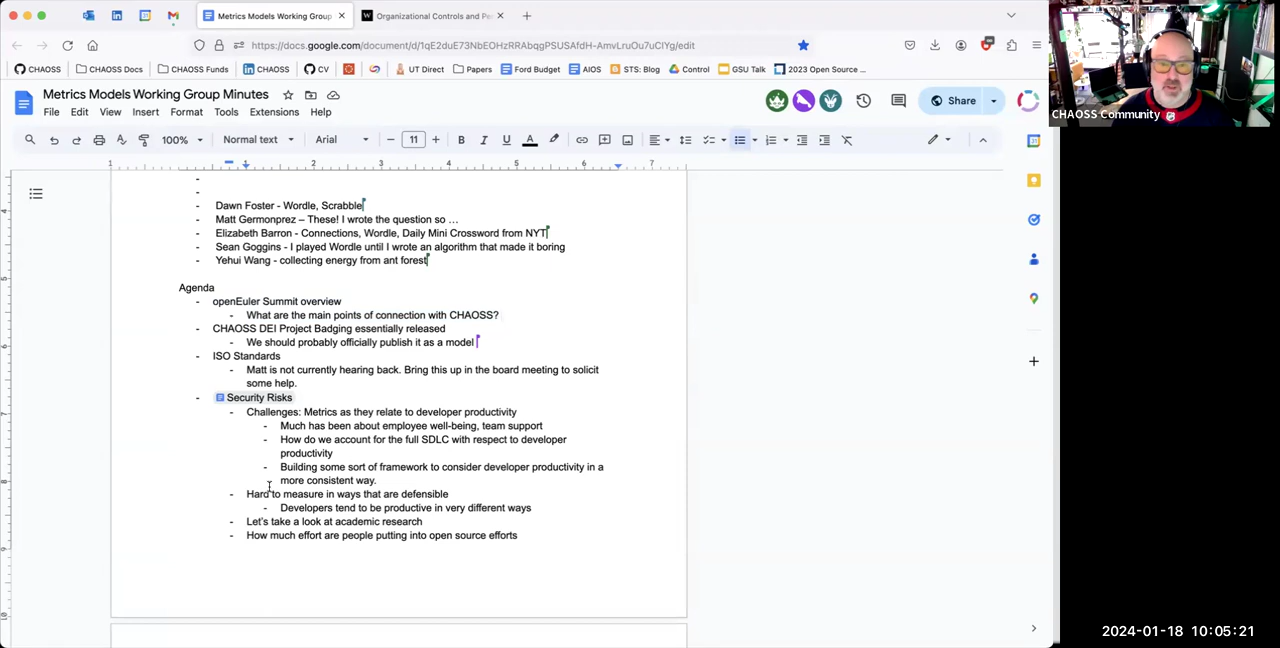 Metrics Models Working Group
Organizational Controls and Pe
https://docs.google.com/document/d/1qE2duE73NbEOHzRRAbqgPSUSAfdH-AmvLruOu7uCIYg/edit
CHAOSS
CHAOSS Docs
CHAOSS Funds
CHAOSS
CV
UT Direct
Papers
Ford Budget
AIOS
STS: Blog
Control
GSU Talk
2023 Open Source ...
Metrics Models Working Group Minutes
File Edit View Insert Format Tools Extensions Help
Share
100%
Normal text
Arial
11
1 1 2 3 4 5 6 7
-
-
- Dawn Foster - Wordle, Scrabble
- Matt Germonprez – These! I wrote the question so …
- Elizabeth Barron - Connections, Wordle, Daily Mini Crossword from NYT
- Sean Goggins - I played Wordle until I wrote an algorithm that made it boring
- Yehui Wang - collecting energy from ant forest
Agenda
- openEuler Summit overview
- What are the main points of connection with CHAOSS?
- CHAOSS DEI Project Badging essentially released
- We should probably officially publish it as a model
- ISO Standards
- Matt is not currently hearing back. Bring this up in the board meeting to solicit
some help.
- Security Risks
- Challenges: Metrics as they relate to developer productivity
- Much has been about employee well-being, team support
- How do we account for the full SDLC with respect to developer
productivity
- Building some sort of framework to consider developer productivity in a
more consistent way.
- Hard to measure in ways that are defensible
- Developers tend to be productive in very different ways
- Let's take a look at academic research
- How much effort are people putting into open source efforts
CHAOSS Community
2024-01-18 10:05:21